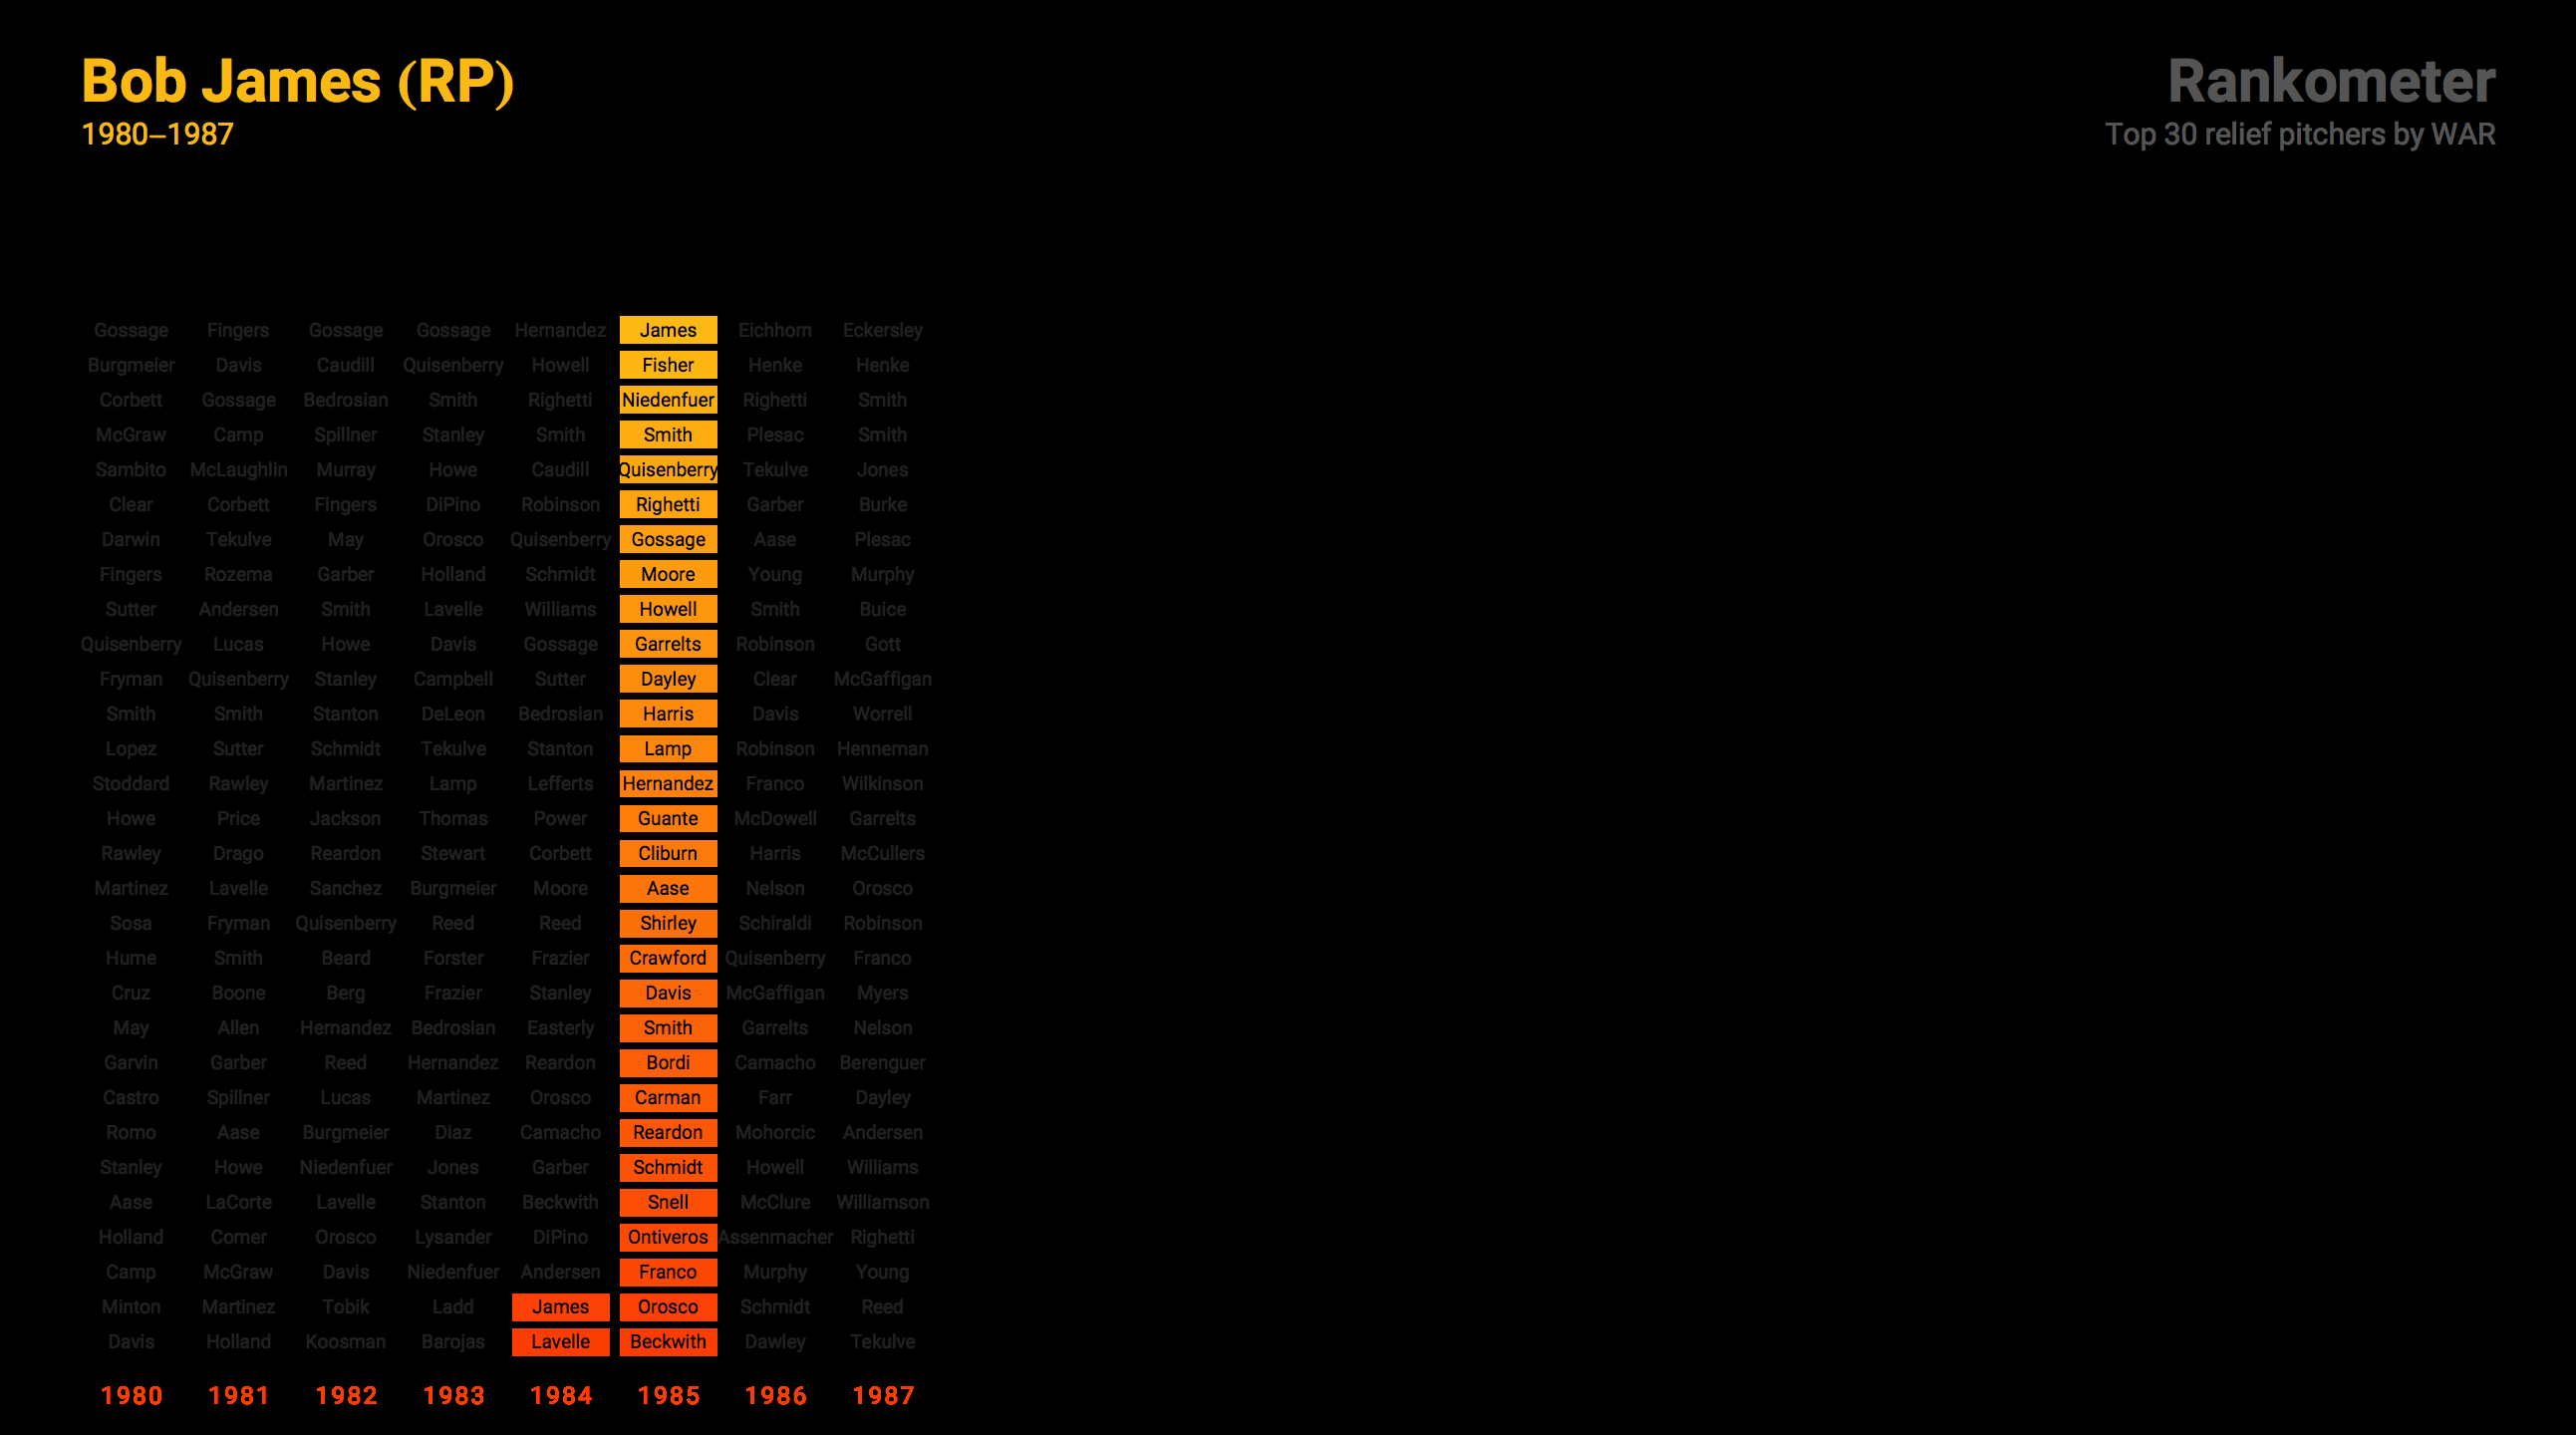 Bob James (RP)
1980–1987
Rankometer
Top 30 relief pitchers by WAR
Gossage Fingers Gossage Gossage Hernandez James Eichhorn Eckersley
Burgmeier Davis Caudill Quisenberry Howell Fisher Henke Henke
Corbett Gossage Bedrosian Smith Righetti Niedenfuer Righetti Smith
McGraw Camp Spillner Stanley Smith Smith Plesac Smith
Sambito McLaughlin Murray Howe Caudill Quisenberry Tekulve Jones
Clear Corbett Fingers DiPino Robinson Righetti Garber Burke
Darwin Tekulve May Orosco Quisenberry Gossage Aase Plesac
Fingers Rozema Garber Holland Schmidt Moore Young Murphy
Sutter Andersen Smith Lavelle Williams Howell Smith Buice
Quisenberry Lucas Howe Davis Gossage Garrelts Robinson Gott
Fryman Quisenberry Stanley Campbell Sutter Dayley Clear McGaffigan
Smith Smith Stanton DeLeon Bedrosian Harris Davis Worrell
Lopez Sutter Schmidt Tekulve Stanton Lamp Robinson Henneman
Stoddard Rawley Martinez Lamp Lefferts Hernandez Franco Wilkinson
Howe Price Jackson Thomas Power Guante McDowell Garrelts
Rawley Drago Reardon Stewart Corbett Cliburn Harris McCullers
Martinez Lavelle Sanchez Burgmeier Moore Aase Nelson Orosco
Sosa Fryman Quisenberry Reed Reed Shirley Schiraldi Robinson
Hume Smith Beard Forster Frazier Crawford Quisenberry Franco
Cruz Boone Berg Frazier Stanley Davis McGaffigan Myers
May Allen Hernandez Bedrosian Easterly Smith Garrelts Nelson
Garvin Garber Reed Hernandez Reardon Bordi Camacho Berenguer
Castro Spillner Lucas Martinez Orosco Carman Farr Dayley
Romo Aase Burgmeier Diaz Camacho Reardon Mohorcic Andersen
Stanley Howe Niedenfuer Jones Garber Schmidt Howell Williams
Aase LaCorte Lavelle Stanton Beckwith Snell McClure Williamson
Holland Comer Orosco Lysander DiPino Ontiveros Assenmacher Righetti
Camp McGraw Davis Niedenfuer Andersen Franco Murphy Young
Minton Martinez Tobik Ladd James Orosco Schmidt Reed
Davis Holland Koosman Barojas Lavelle Beckwith Dawley Tekulve
1980 1981 1982 1983 1984 1985 1986 1987